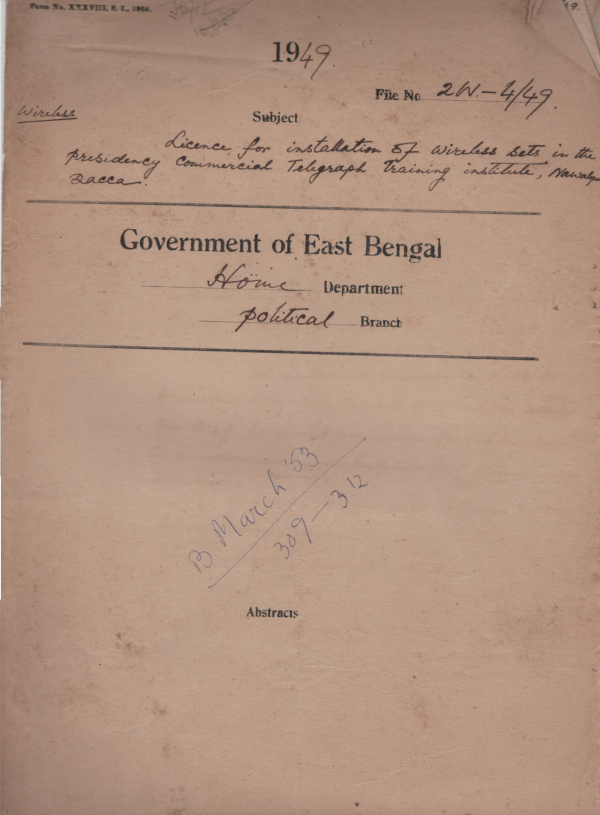 Form No. XXXVIII, S. I., 1904.
1949.
File No 2W-4/49.
Wireless
Subject
Licence for installation of wireless sets in the
presidency commercial Telegraph training institute,
Dacca.
Government of East Bengal
Home Department
political Branch
B. March '53
309-312
Abstracts